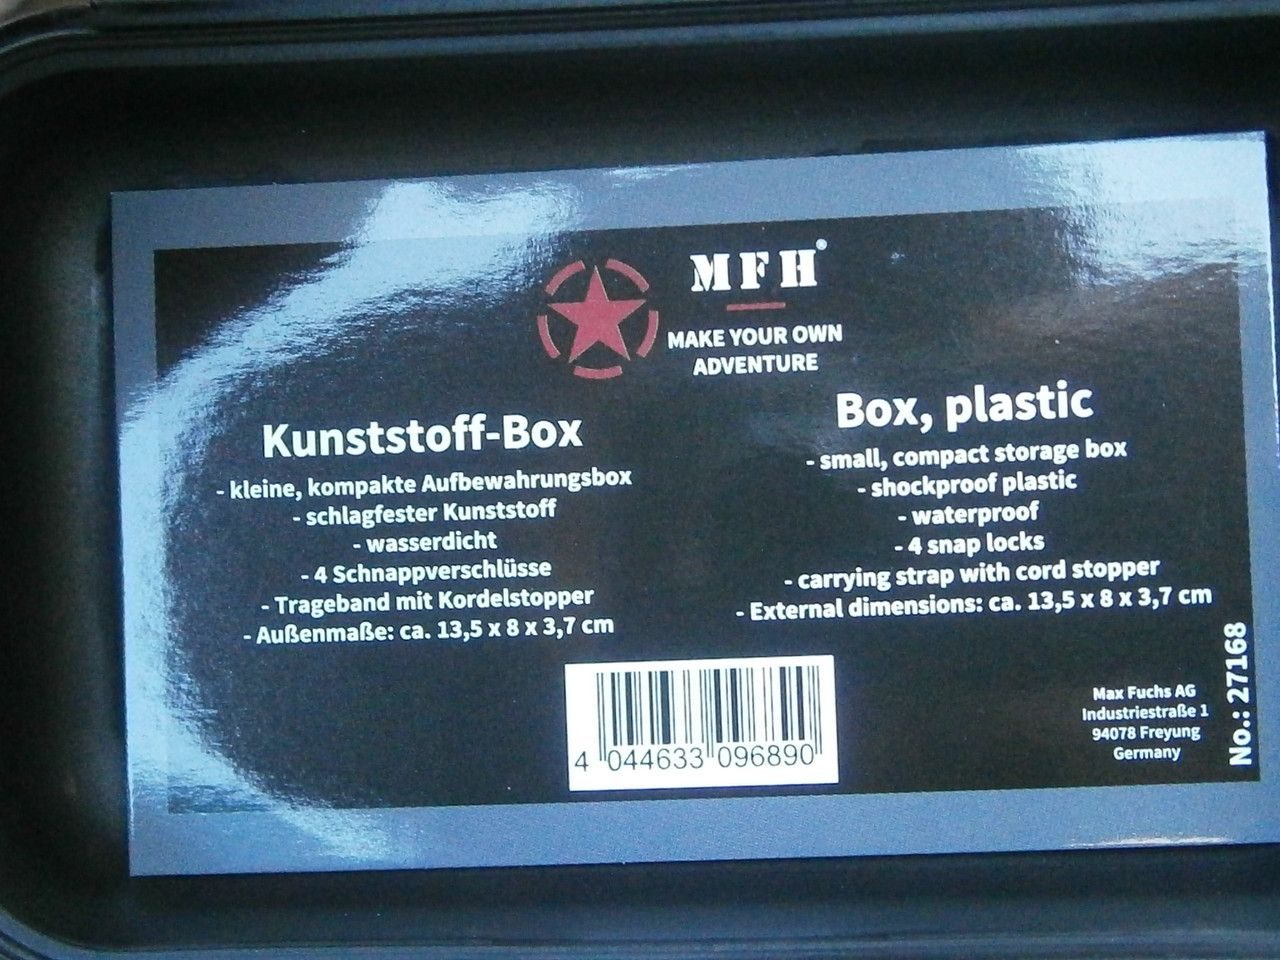 MFH®
MAKE YOUR OWN
ADVENTURE
Kunststoff-Box
- kleine, kompakte Aufbewahrungsbox
- schlagfester Kunststoff
- wasserdicht
- 4 Schnappverschlüsse
- Trageband mit Kordelstopper
- Außenmaße: ca. 13,5 x 8 x 3,7 cm
Box, plastic
- small, compact storage box
- shockproof plastic
- waterproof
- 4 snap locks
- carrying strap with cord stopper
- External dimensions: ca. 13,5 x 8 x 3,7 cm
4 044633 096890
Max Fuchs AG
Industriestraße 1
94078 Freyung
Germany
No.: 27168